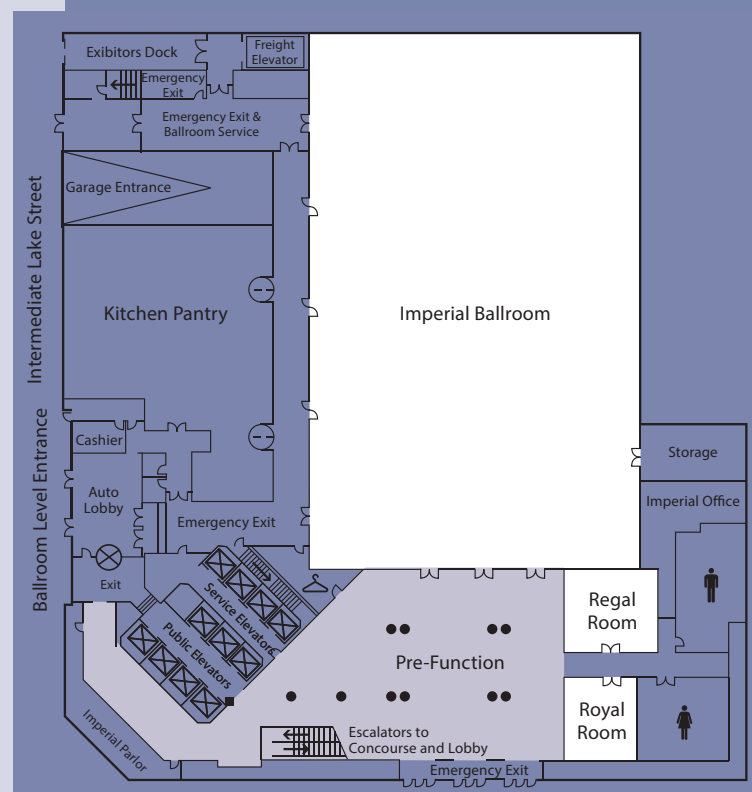 Exibitors Dock
Freight
Elevator
Emergency
Exit
Emergency Exit &
Ballroom Service
Garage Entrance
Intermediate Lake Street
Kitchen Pantry
Imperial Ballroom
Ballroom Level Entrance
Cashier
Storage
Auto
Lobby
Imperial Office
Emergency Exit
Exit
Service Elevators
Public Elevators
Regal
Room
Pre-Function
Royal
Room
Imperial Parlor
Escalators to
Concourse and Lobby
Emergency Exit